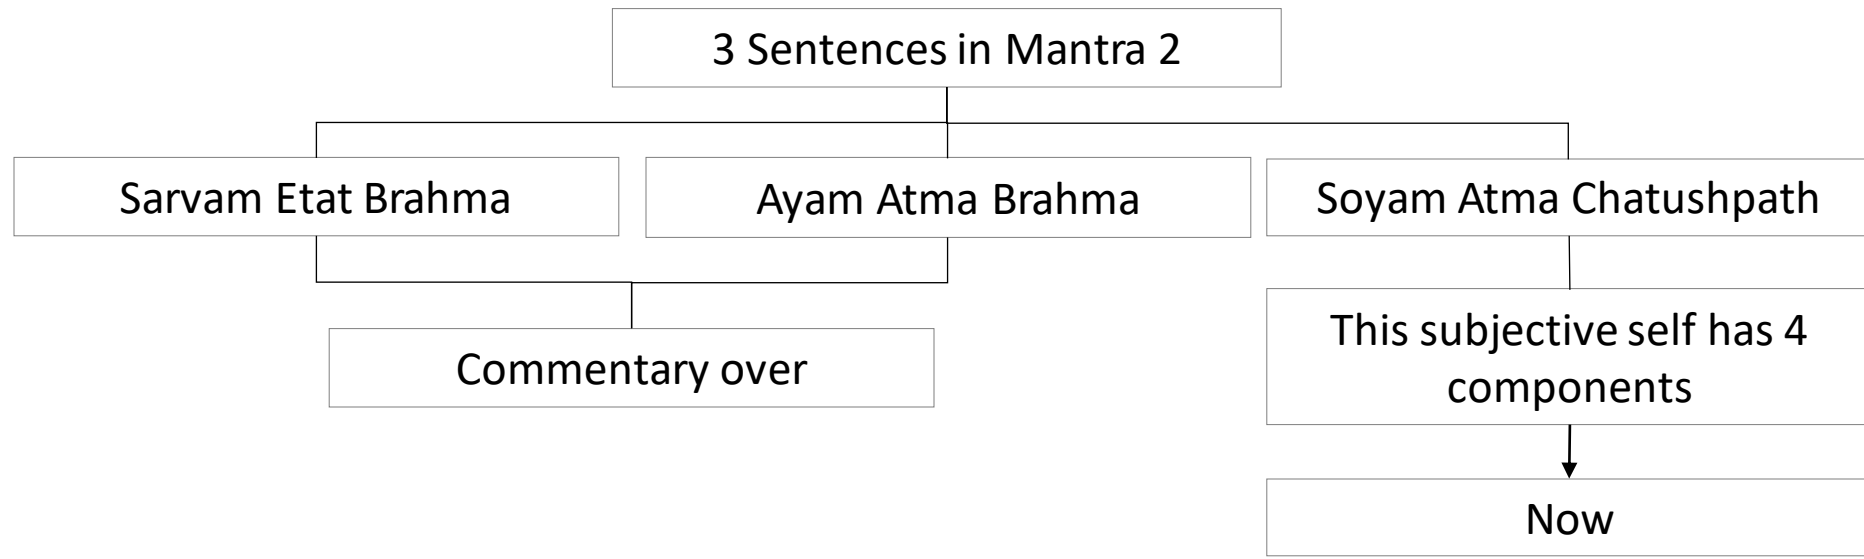 3 Sentences in Mantra 2
Sarvam Etat Brahma
Ayam Atma Brahma
Soyam Atma Chatushpath
Commentary over
This subjective self has 4
components
Now